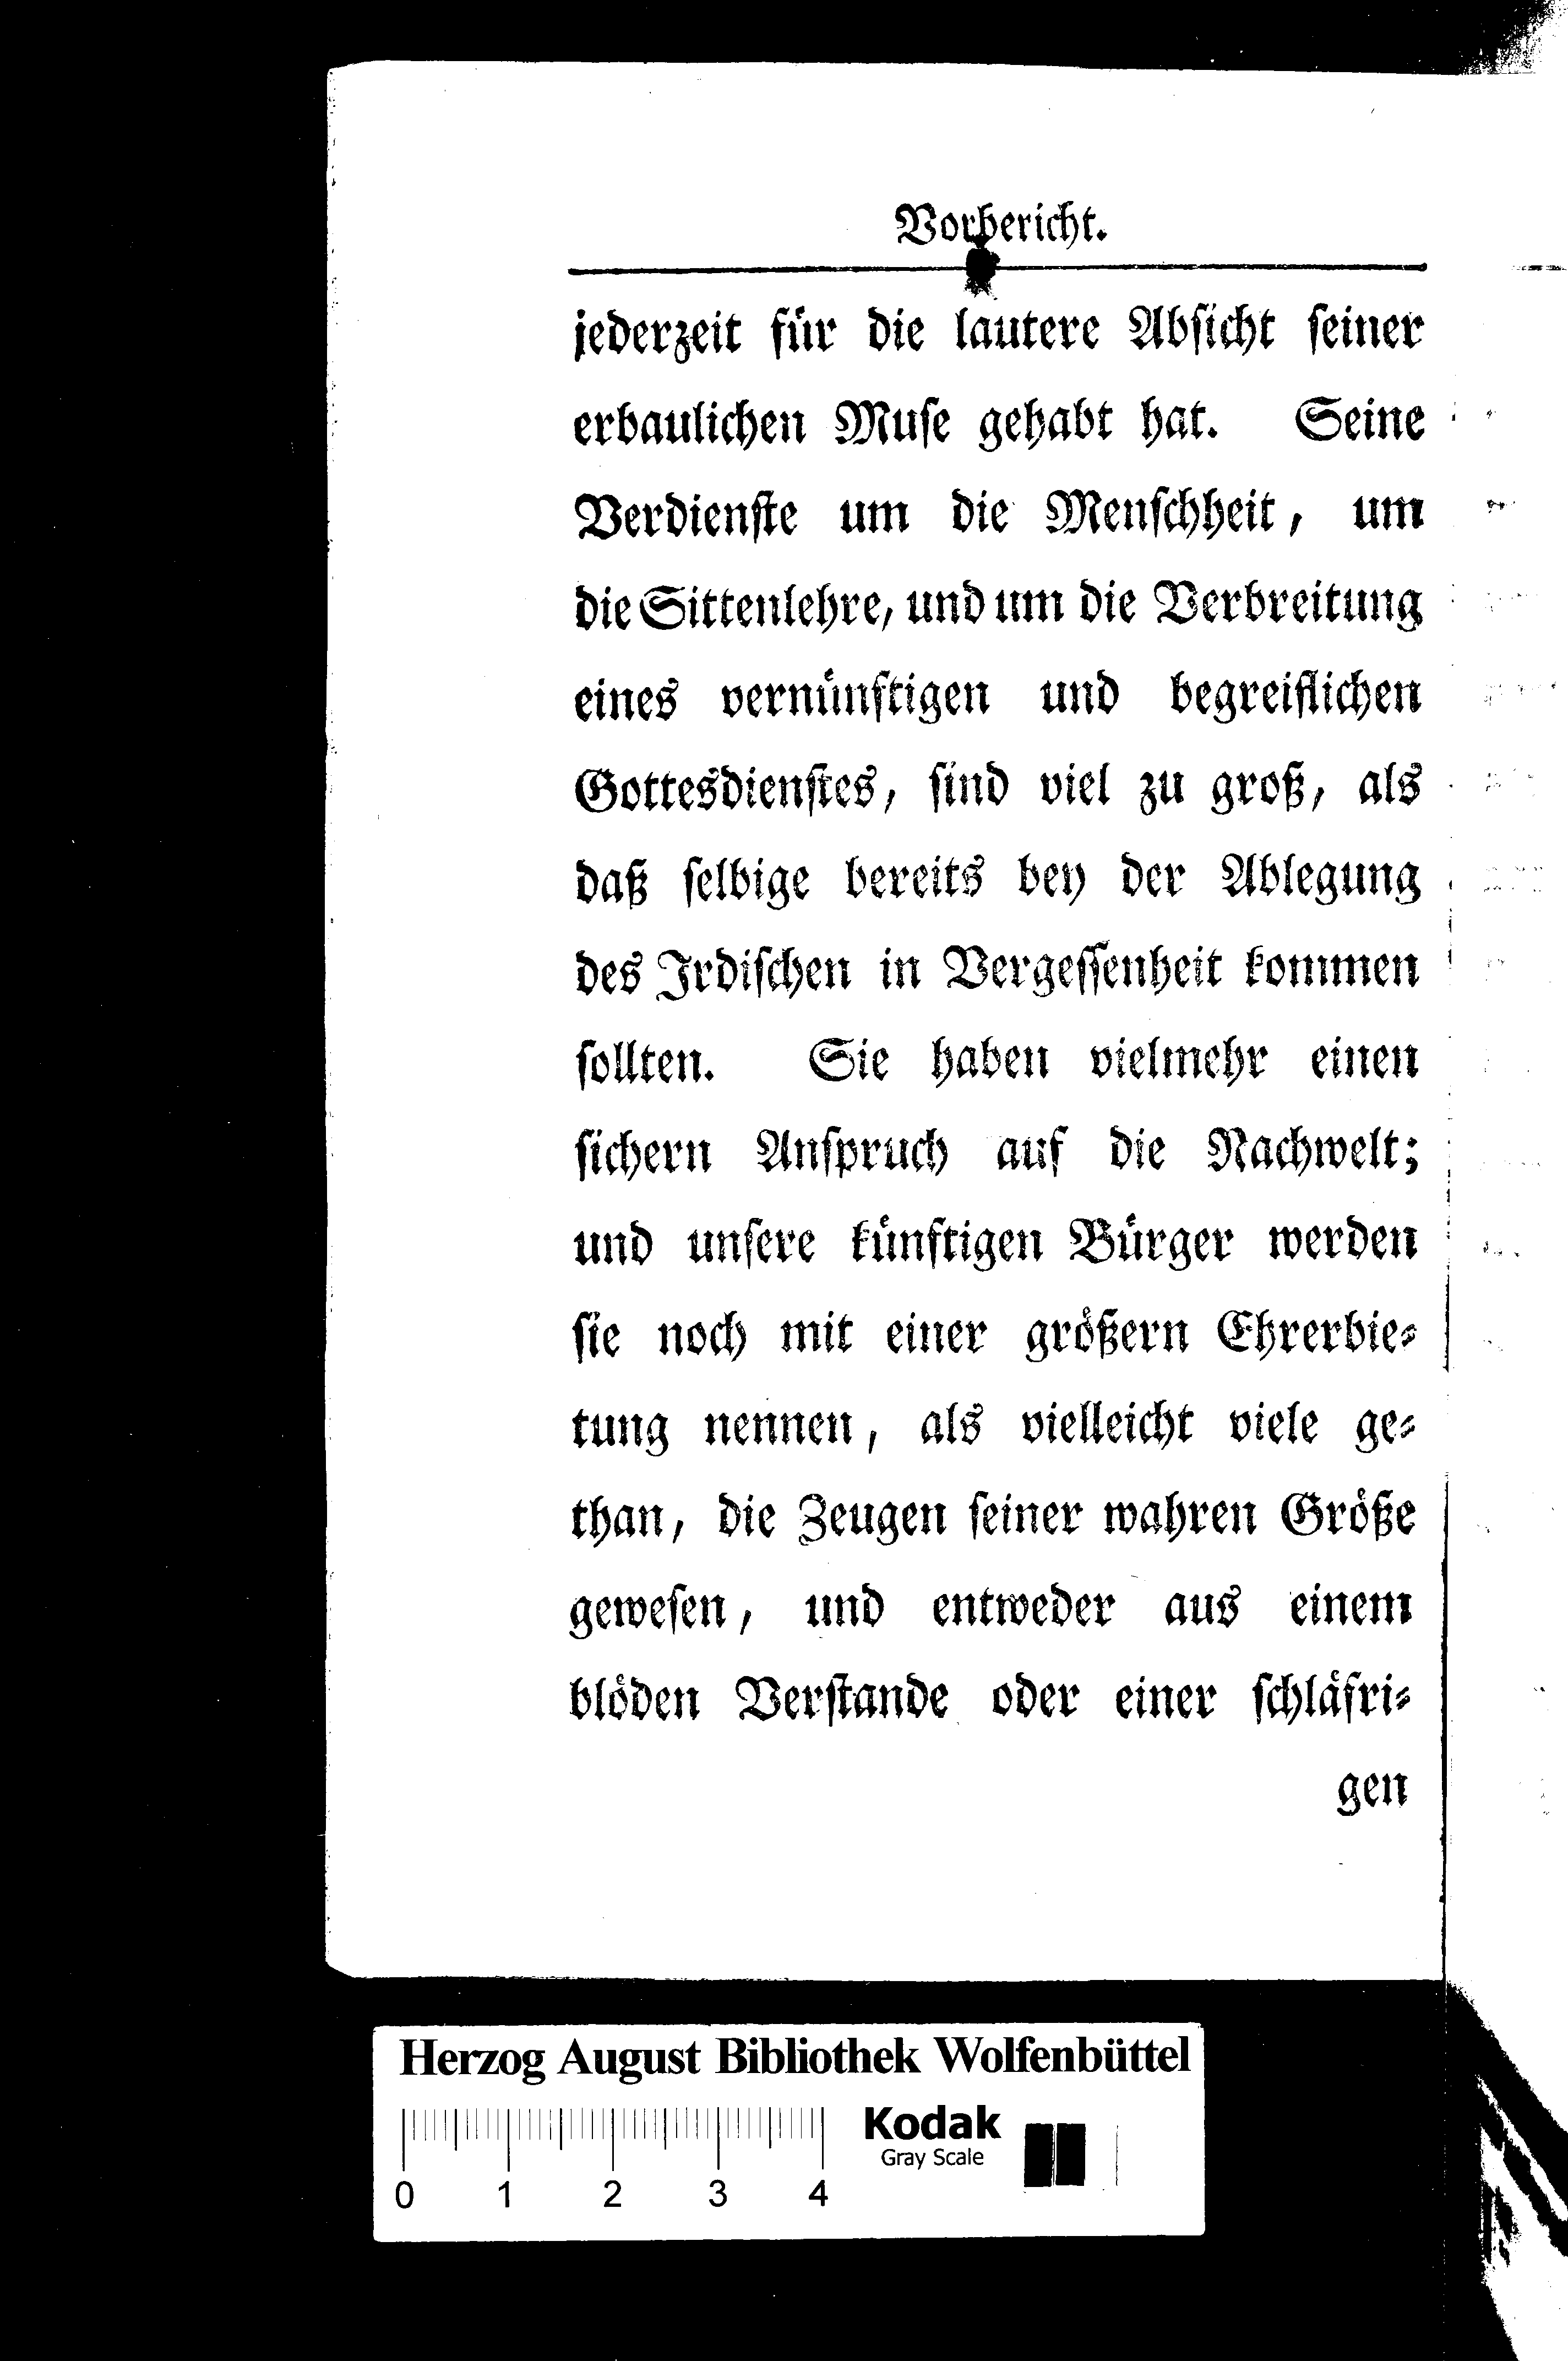 Vorbericht.
jederzeit für die lautere Absicht seiner
erbaulichen Muse gehabt hat. Seine
Verdienste um die Menschheit, um
die Sittenlehre, und um die Verbreitung
eines vernünftigen und begreiflichen
Gottesdienstes, sind viel zu groß, als
daß selbige bereits bey der Ablegung
des Irdischen in Vergessenheit kommen
sollten. Sie haben vielmehr einen
sichern Anspruch auf die Nachwelt;
und unsere künftigen Bürger werden
sie noch mit einer größern Ehrerbie-
tung nennen, als vielleicht viele ge-
than, die Zeugen seiner wahren Größe
gewesen, und entweder aus einem
blöden Verstande oder einer schläfri-
gen
Herzog August Bibliothek Wolfenbüttel
Kodak
Gray Scale
0 1 2 3 4